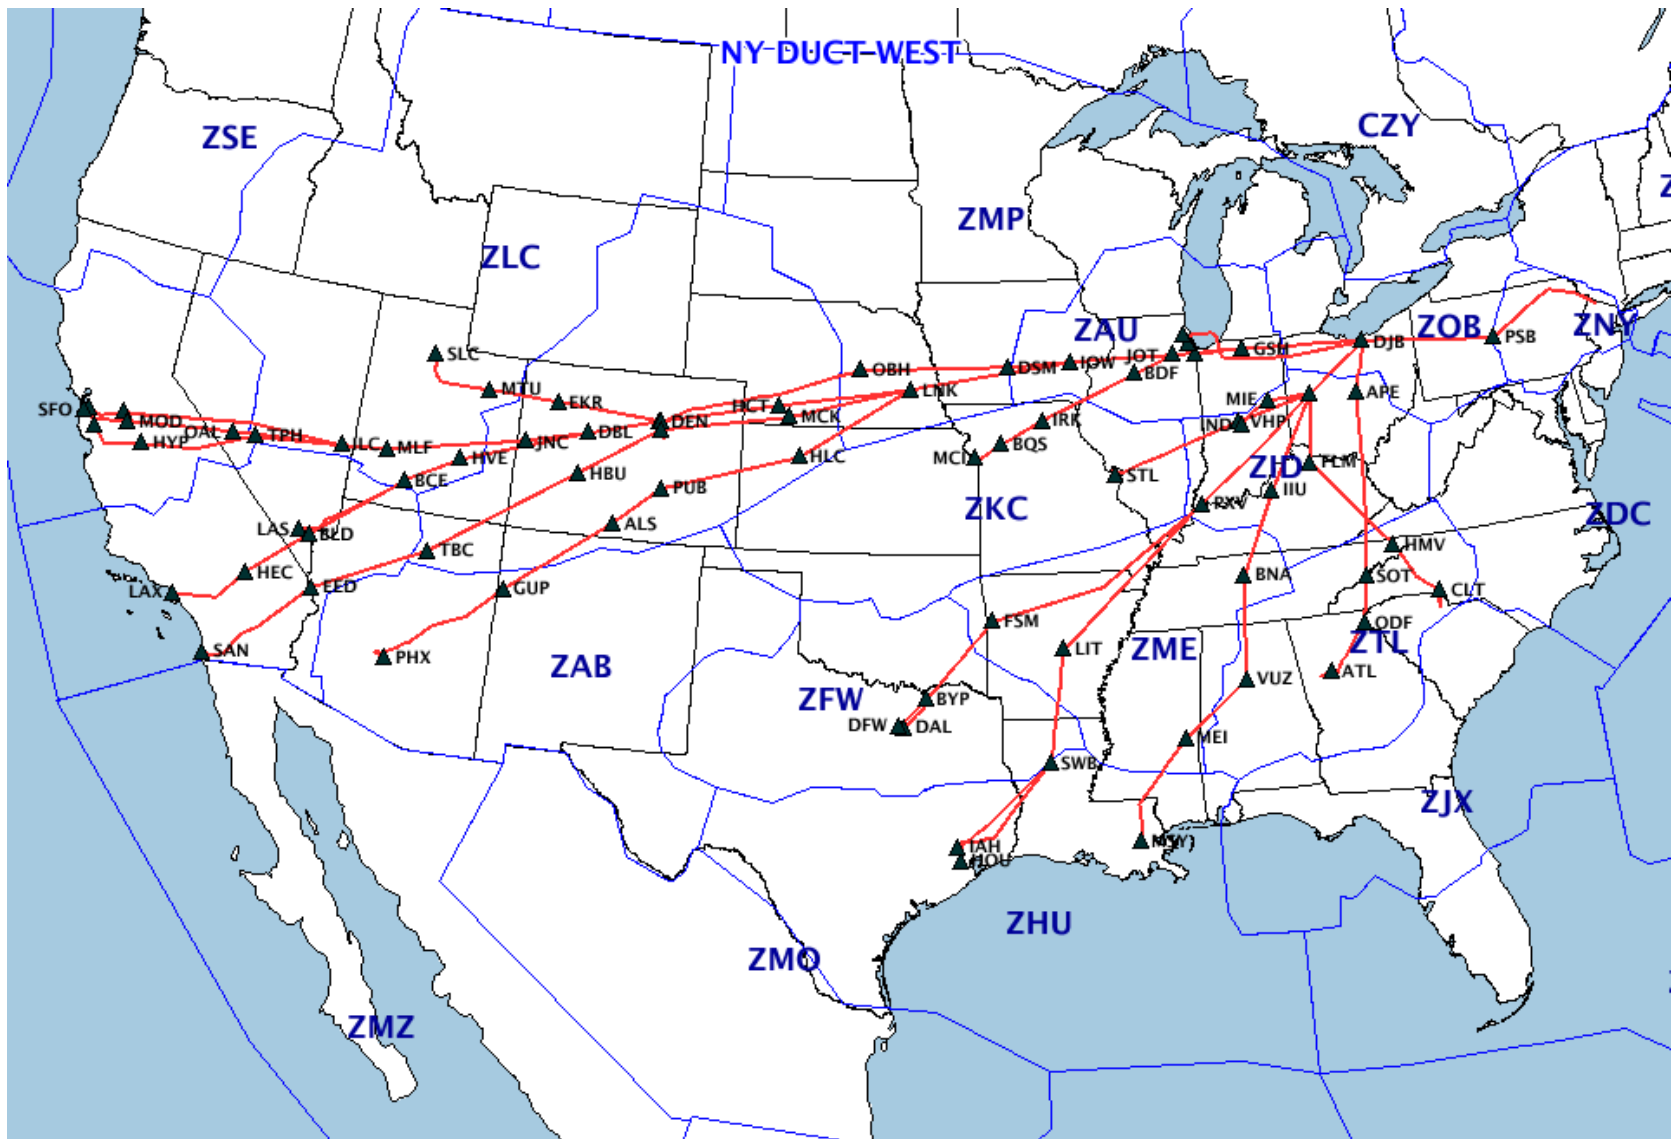 NY DUCT WEST
ZSE
CZY
Z
ZMP
ZLC
ZAU
ZOB
ZNY
PSB
DJB
GSH
JOT
IOW
DSM
BDF
OBH
SLC
MTU
EKR
LNK
HCT
MCK
DEN
DBL
JNC
MIE
APE
VHP
IND
SFO
MOD
OAL
HYP
TPH
ILC
MLF
HVE
BCE
HBU
HLC
PUB
MCI
BQS
IRK
STL
ZID
FLM
IIU
PXV
ZKC
ZDC
ALS
LAS
BLD
TBC
HMV
HEC
EED
LAX
GUP
BNA
SOT
CLT
FSM
ODF
SAN
PHX
ZAB
LIT
ZME
ZTL
ATL
VUZ
ZFW
BYP
DFW
DAL
MEI
SWB
ZJX
IAH
HOU
MSY
ZHU
ZMO
ZMZ